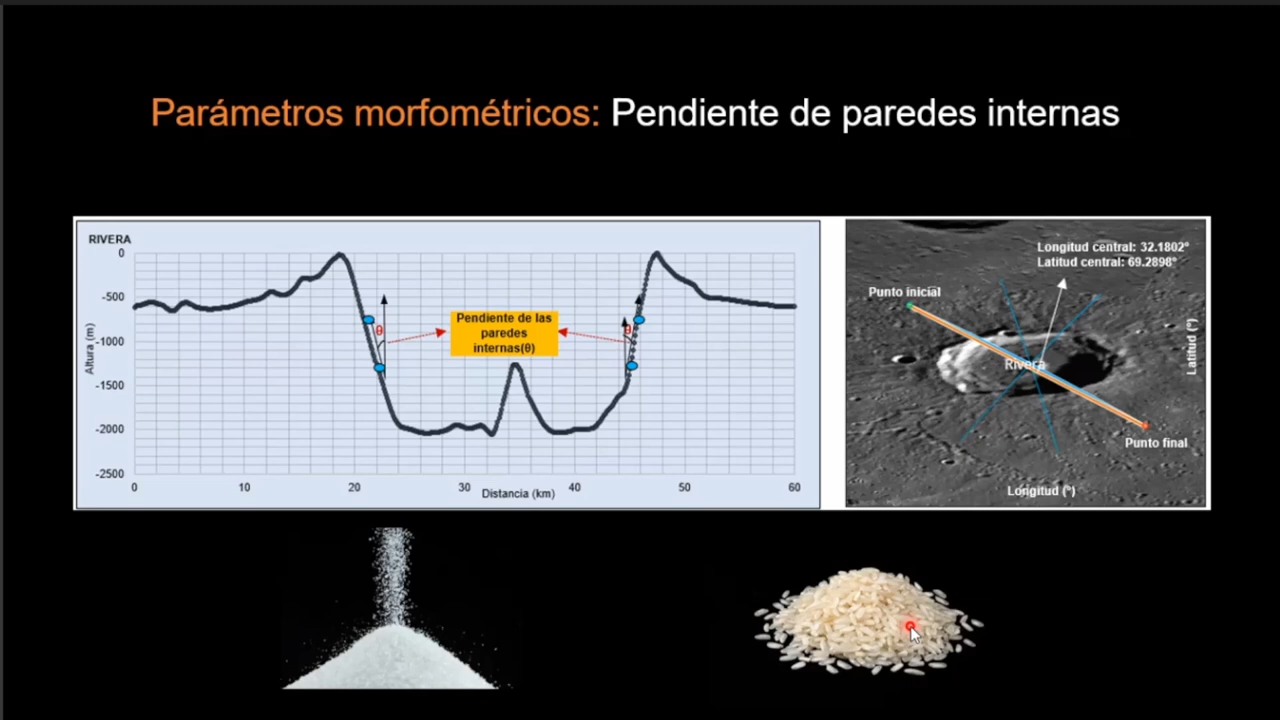 Parámetros morfométricos: Pendiente de paredes internas
RIVERA
0
-500
-1000
-1500
-2000
-2500
Altura (m)
0
10
20
30
40
50
60
Distancia (km)
θ
Pendiente de las
paredes
internas(θ)
θ
Longitud central: 32.1802°
Latitud central: 69.2898°
Punto inicial
Rivera
Punto final
Latitud (°)
Longitud (°)